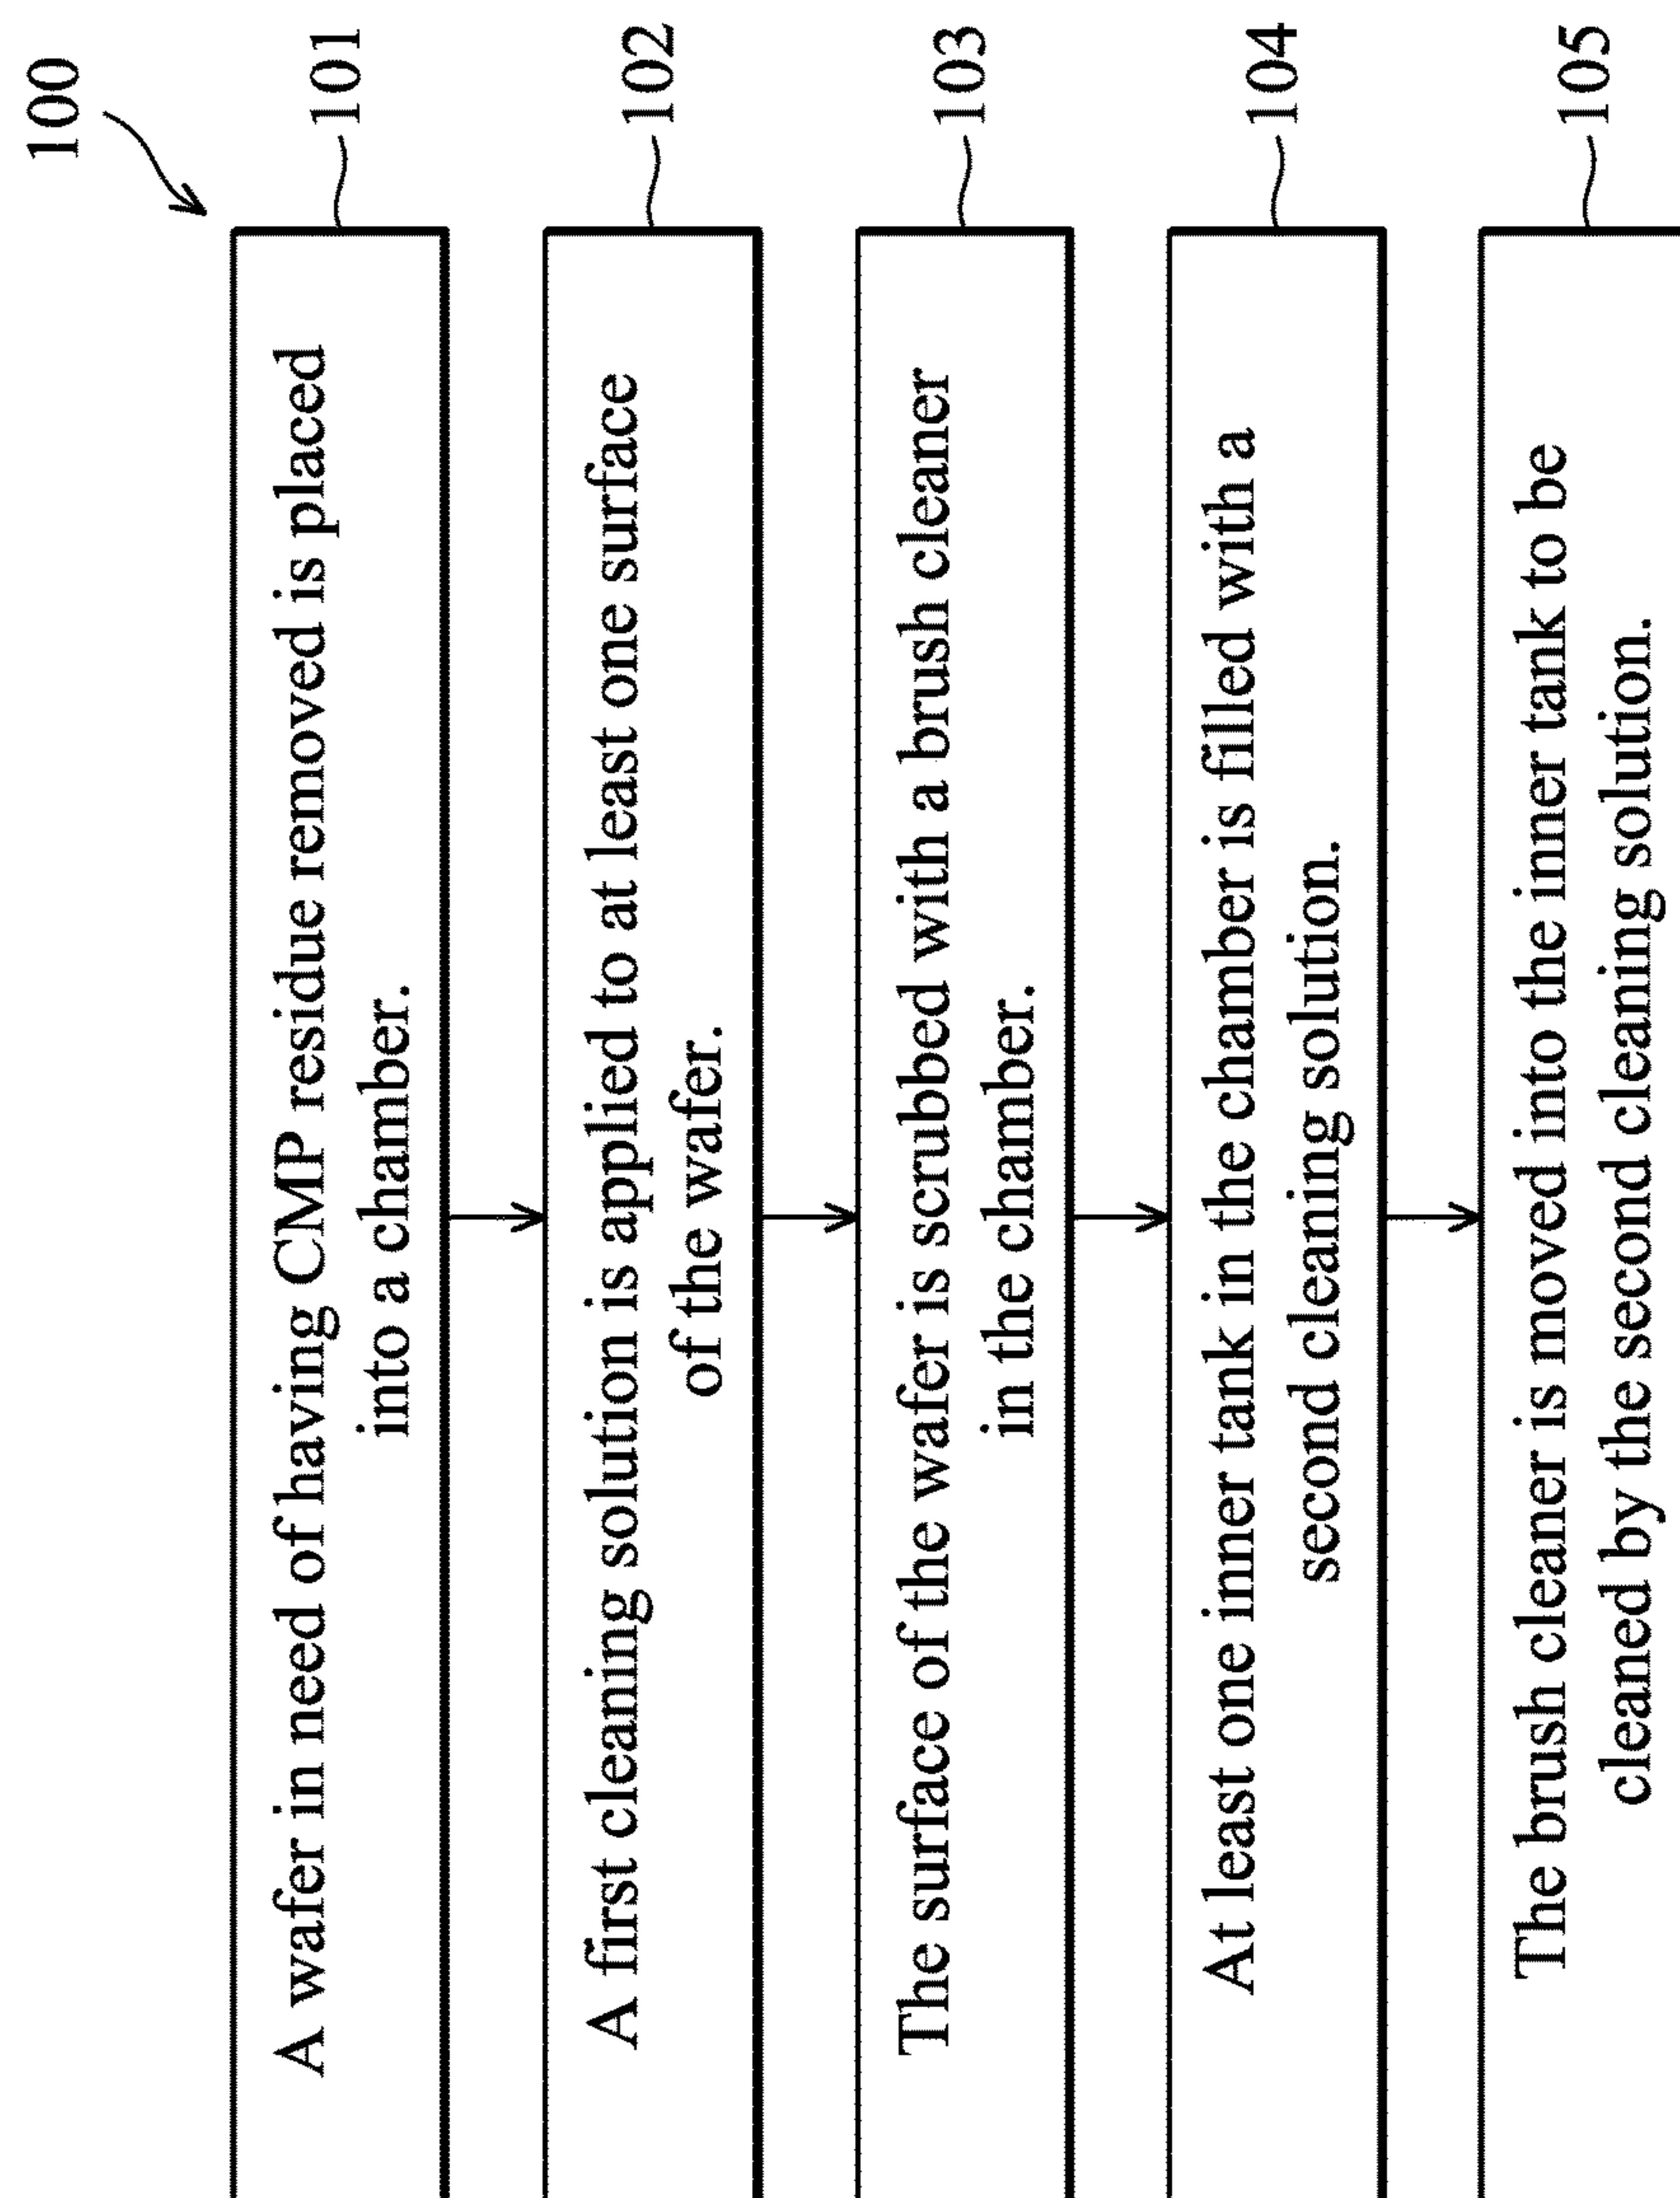 100
A wafer in need of having CMP residue removed is placed
into a chamber.
101
A first cleaning solution is applied to at least one surface
of the wafer.
102
The surface of the wafer is scrubbed with a brush cleaner
in the chamber.
103
At least one inner tank in the chamber is filled with a
second cleaning solution.
104
The brush cleaner is moved into the inner tank to be
cleaned by the second cleaning solution.
105